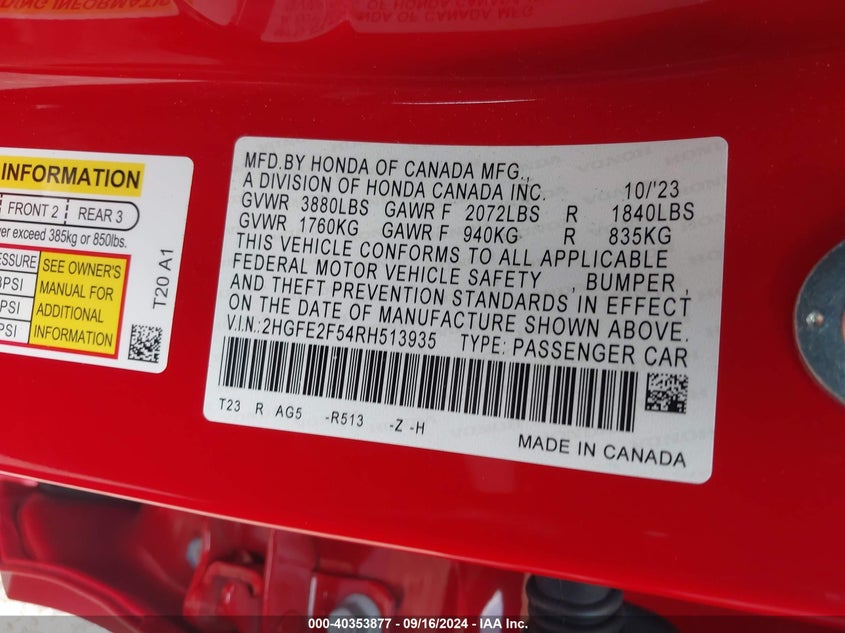 INFORMATION
FRONT 2 REAR 3
ver exceed 385kg or 850lbs.
SSURE
SEE OWNER'S
MANUAL FOR
ADDITIONAL
INFORMATION
PSI
PSI
PSI
T20 A1
MFD.BY HONDA OF CANADA MFG.,
A DIVISION OF HONDA CANADA INC. 10/'23
GVWR 3880LBS GAWR F 2072LBS R 1840LBS
GVWR 1760KG GAWR F 940KG R 835KG
THIS VEHICLE CONFORMS TO ALL APPLICABLE
FEDERAL MOTOR VEHICLE SAFETY , BUMPER ,
AND THEFT PREVENTION STANDARDS IN EFFECT
ON THE DATE OF MANUFACTURE SHOWN ABOVE.
V.I.N.:2HGFE2F54RH513935 TYPE: PASSENGER CAR
T23 R AG5 -R513 -Z -H
MADE IN CANADA
000-40353877 - 09/16/2024 - IAA Inc.